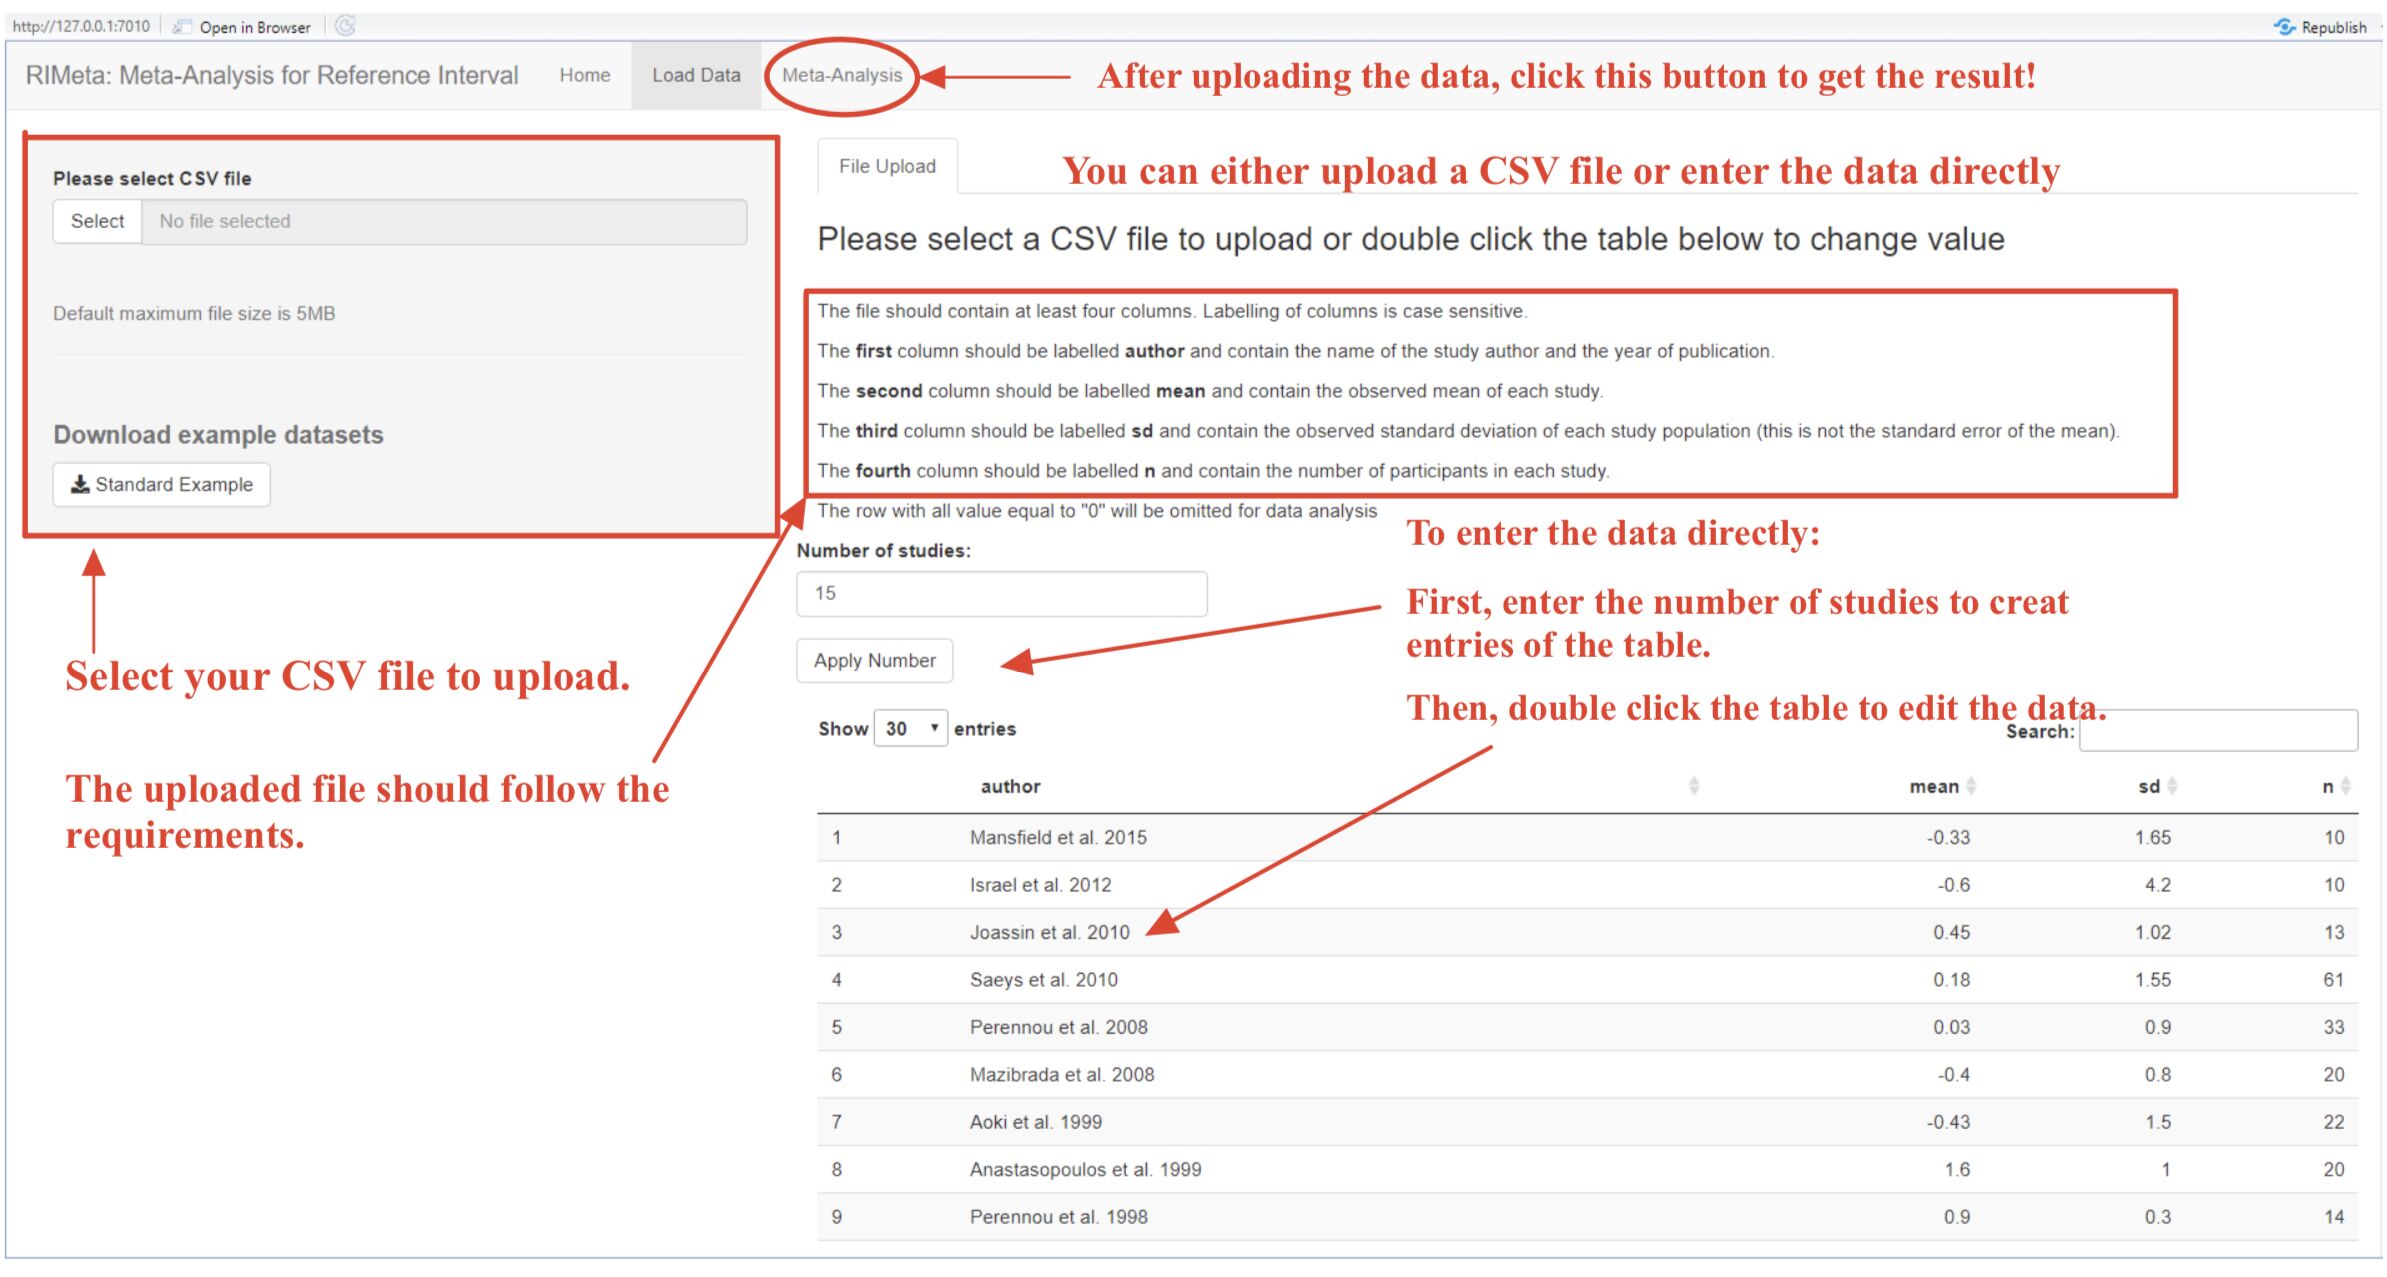 http://127.0.0.1:7010 Open in Browser Republish
RIMeta: Meta-Analysis for Reference Interval Home Load Data Meta-Analysis
After uploading the data, click this button to get the result!
Please select CSV file
Select No file selected
Default maximum file size is 5MB
Download example datasets
Standard Example
Select your CSV file to upload.
The uploaded file should follow the
requirements.
File Upload
You can either upload a CSV file or enter the data directly
Please select a CSV file to upload or double click the table below to change value
The file should contain at least four columns. Labelling of columns is case sensitive.
The first column should be labelled author and contain the name of the study author and the year of publication.
The second column should be labelled mean and contain the observed mean of each study.
The third column should be labelled sd and contain the observed standard deviation of each study population (this is not the standard error of the mean).
The fourth column should be labelled n and contain the number of participants in each study.
The row with all value equal to "0" will be omitted for data analysis
Number of studies:
15
Apply Number
To enter the data directly:
First, enter the number of studies to creat
entries of the table.
Then, double click the table to edit the data.
Show 30 entries
Search:
author mean sd n
1 Mansfield et al. 2015 -0.33 1.65 10
2 Israel et al. 2012 -0.6 4.2 10
3 Joassin et al. 2010 0.45 1.02 13
4 Saeys et al. 2010 0.18 1.55 61
5 Perennou et al. 2008 0.03 0.9 33
6 Mazibrada et al. 2008 -0.4 0.8 20
7 Aoki et al. 1999 -0.43 1.5 22
8 Anastasopoulos et al. 1999 1.6 1 20
9 Perennou et al. 1998 0.9 0.3 14